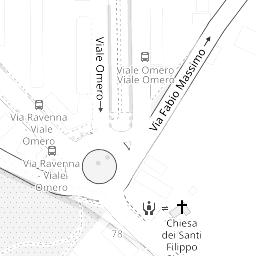 Viale Omero →
Viale Omero
Viale Omero
Via Fabio Massimo →
Via Ravenna
Viale
Omero
Via Ravenna
- Viale
Omero
=
Chiesa
dei Santi
Filippo
78